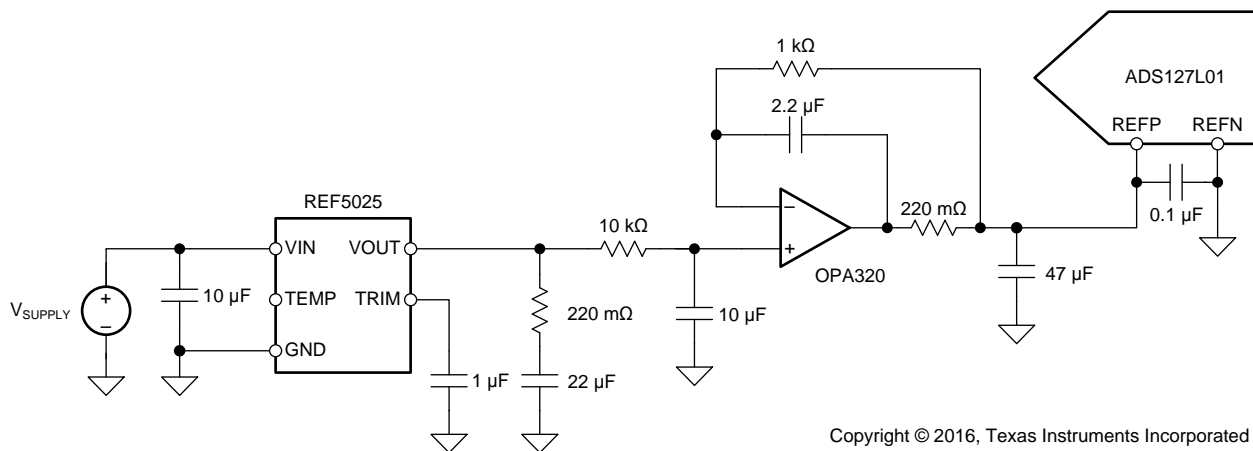 1 kΩ
ADS127L01
2.2 µF
REFP REFN
REF5025
10 kΩ
220 mΩ
0.1 µF
VIN VOUT
−
+
OPA320
+
−
VSUPPLY
10 µF
TEMP TRIM
220 mΩ
10 µF
47 µF
GND
1 µF
22 µF
Copyright © 2016, Texas Instruments Incorporated